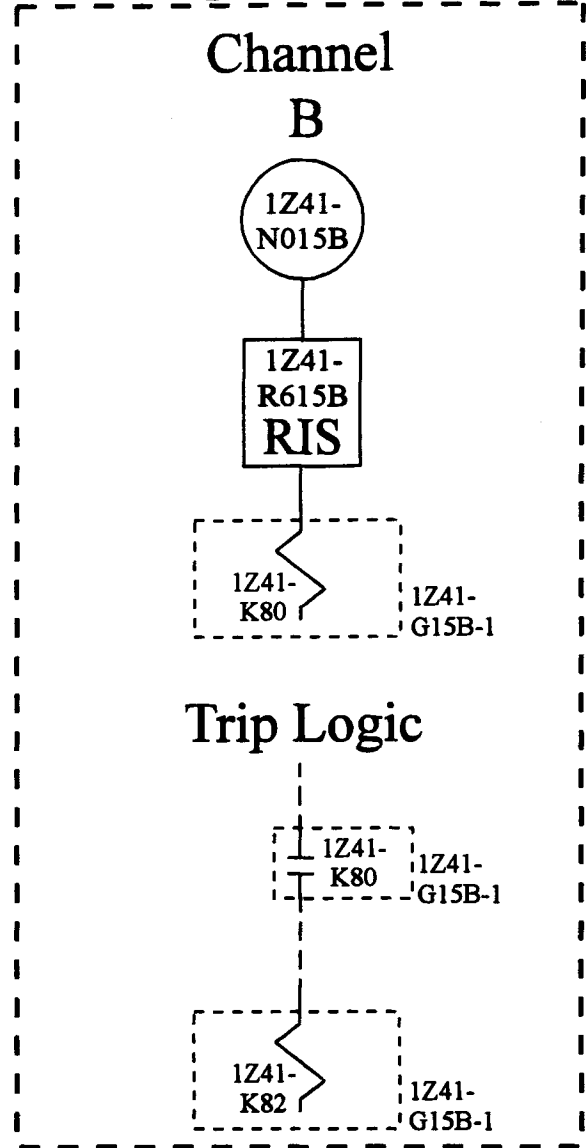 Channel
B
1Z41-
N015B
1Z41-
R615B
RIS
1Z41-
K80
1Z41-
G15B-1
Trip Logic
1Z41-
K80
1Z41-
G15B-1
1Z41-
K82
1Z41-
G15B-1